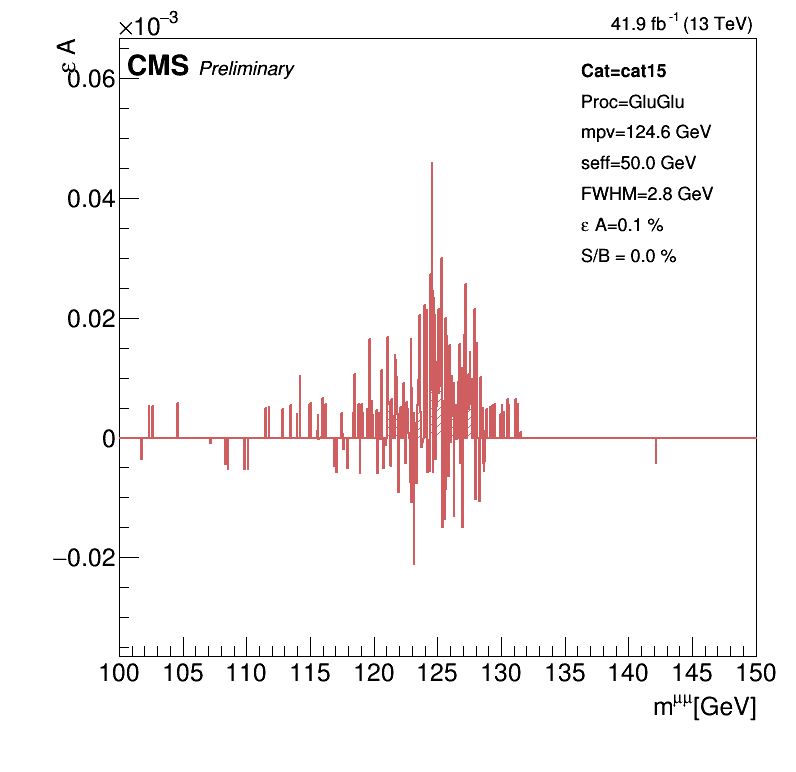 ×10⁻³
41.9 fb⁻¹ (13 TeV)
ε A
CMS Preliminary
Cat=cat15
Proc=GluGlu
mpv=124.6 GeV
seff=50.0 GeV
FWHM=2.8 GeV
ε A=0.1 %
S/B = 0.0 %
0.06
0.04
0.02
0
−0.02
100 105 110 115 120 125 130 135 140 145 150
m^μμ[GeV]